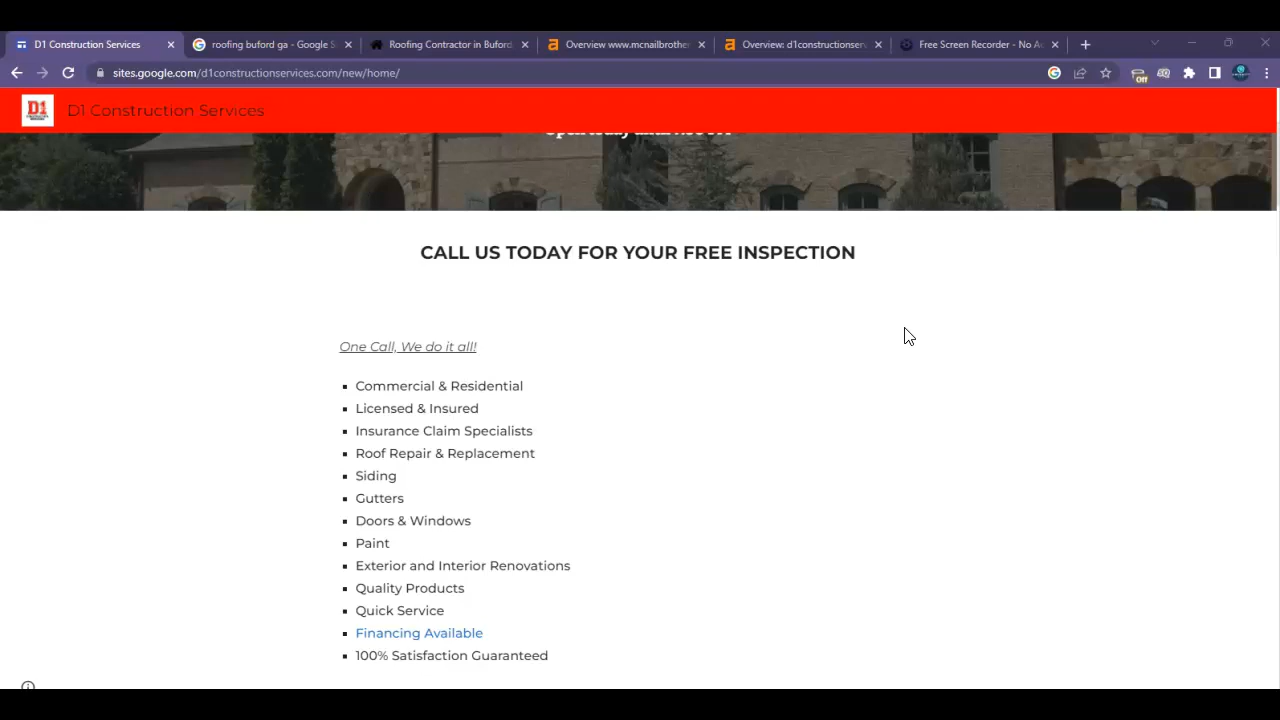 D1 Construction Services
roofing buford ga - Google S
Roofing Contractor in Buford,
Overview www.mcnailbrothe
Overview: d1constructionser
Free Screen Recorder - No A
sites.google.com/d1constructionservices.com/new/home/
Off
D1
D1 Construction Services
CALL US TODAY FOR YOUR FREE INSPECTION
One Call, We do it all!
Commercial & Residential
Licensed & Insured
Insurance Claim Specialists
Roof Repair & Replacement
Siding
Gutters
Doors & Windows
Paint
Exterior and Interior Renovations
Quality Products
Quick Service
Financing Available
100% Satisfaction Guaranteed